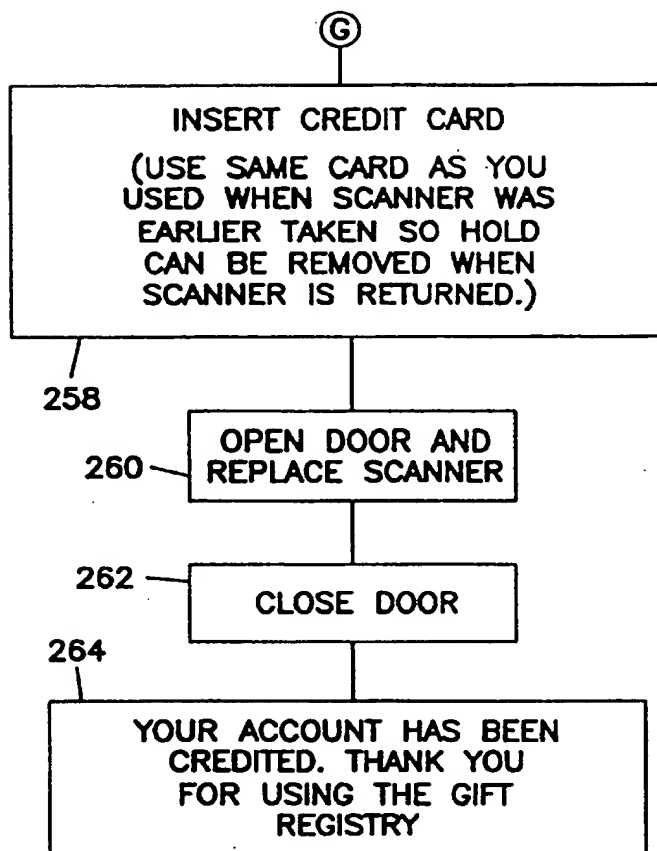 G
INSERT CREDIT CARD
(USE SAME CARD AS YOU
USED WHEN SCANNER WAS
EARLIER TAKEN SO HOLD
CAN BE REMOVED WHEN
SCANNER IS RETURNED.)
258
OPEN DOOR AND
REPLACE SCANNER
260
262
CLOSE DOOR
264
YOUR ACCOUNT HAS BEEN
CREDITED. THANK YOU
FOR USING THE GIFT
REGISTRY